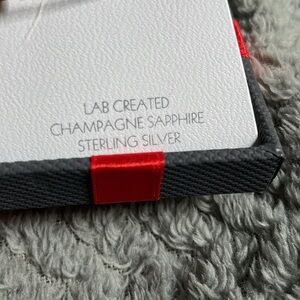 LAB CREATED
CHAMPAGNE SAPPHIRE
STERLING SILVER